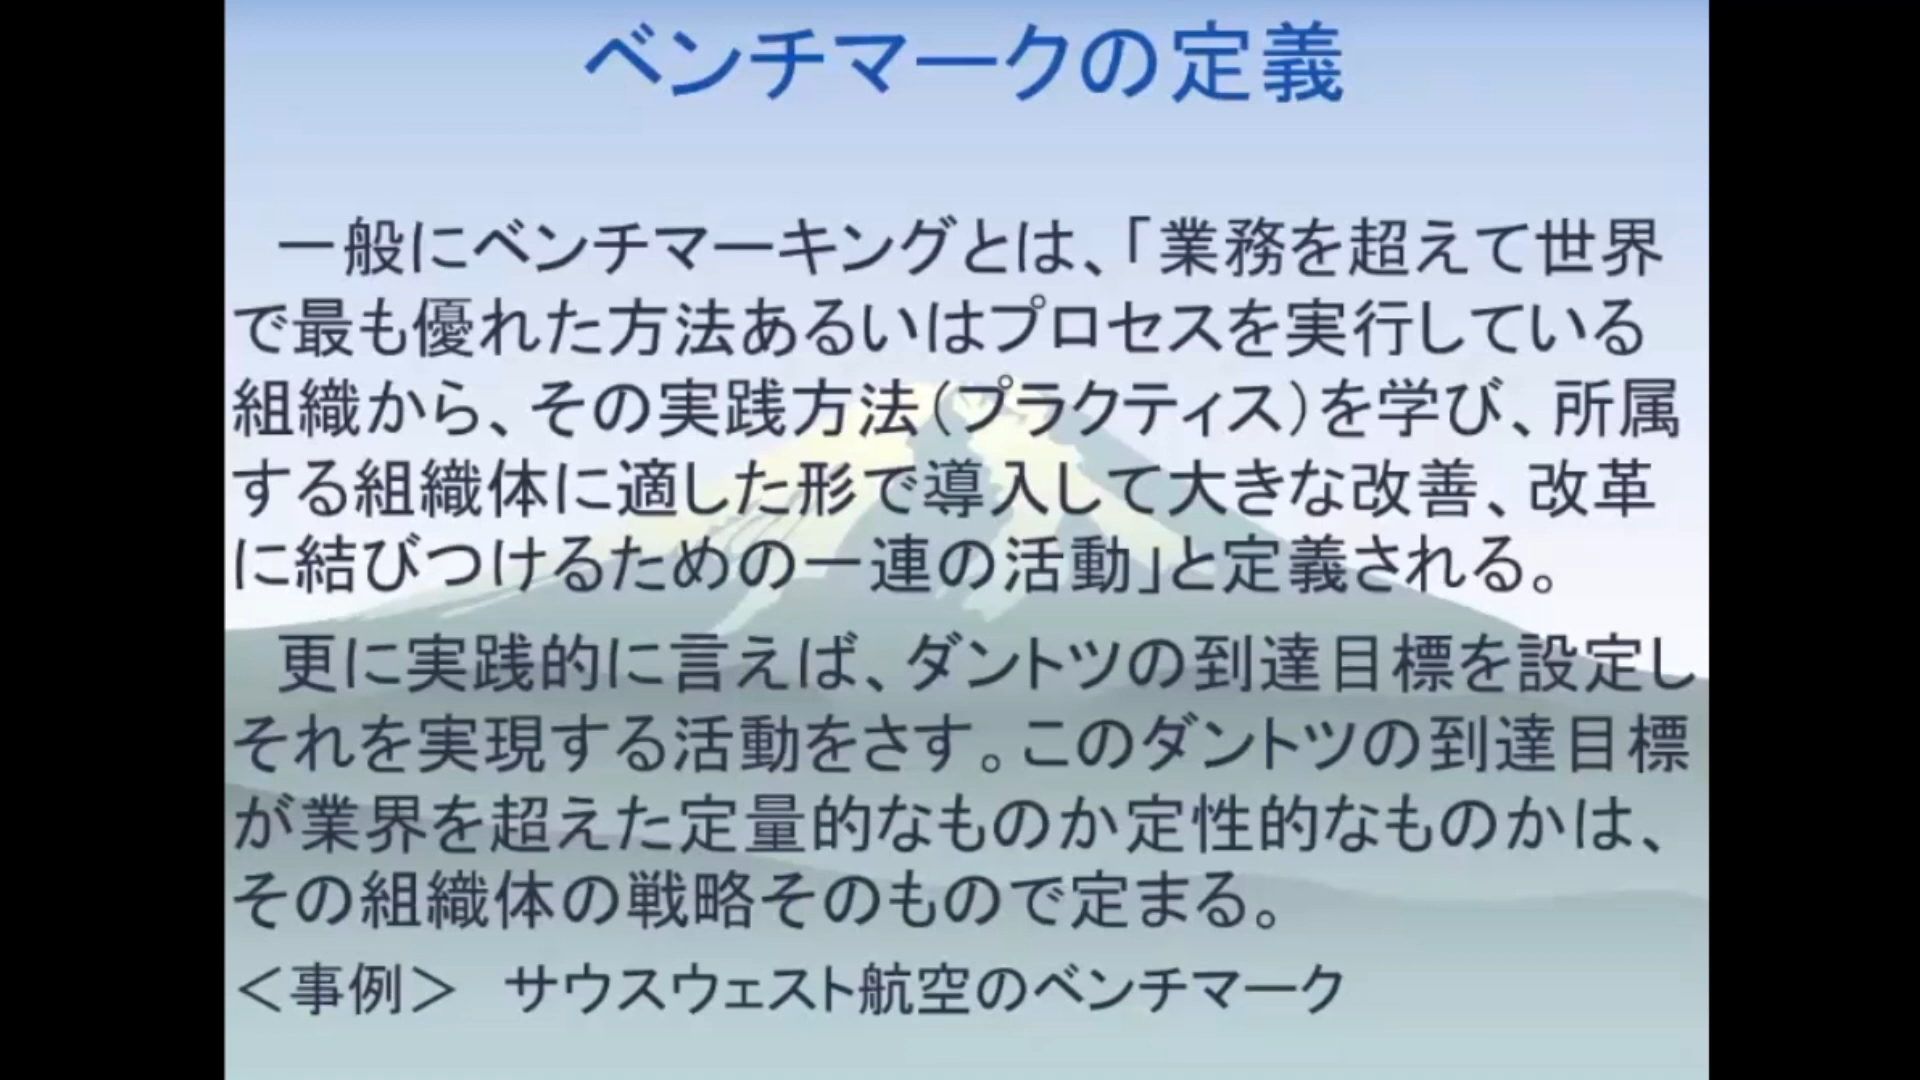 ベンチマークの定義
一般にベンチマーキングとは、「業務を超えて世界
で最も優れた方法あるいはプロセスを実行している
組織から、その実践方法(プラクティス)を学び、所属
する組織体に適した形で導入して大きな改善、改革
に結びつけるための一連の活動」と定義される。
更に実践的に言えば、ダントツの到達目標を設定し
それを実現する活動をさす。このダントツの到達目標
が業界を超えた定量的なものか定性的なものかは、
その組織体の戦略そのもので定まる。
<事例> サウスウェスト航空のベンチマーク